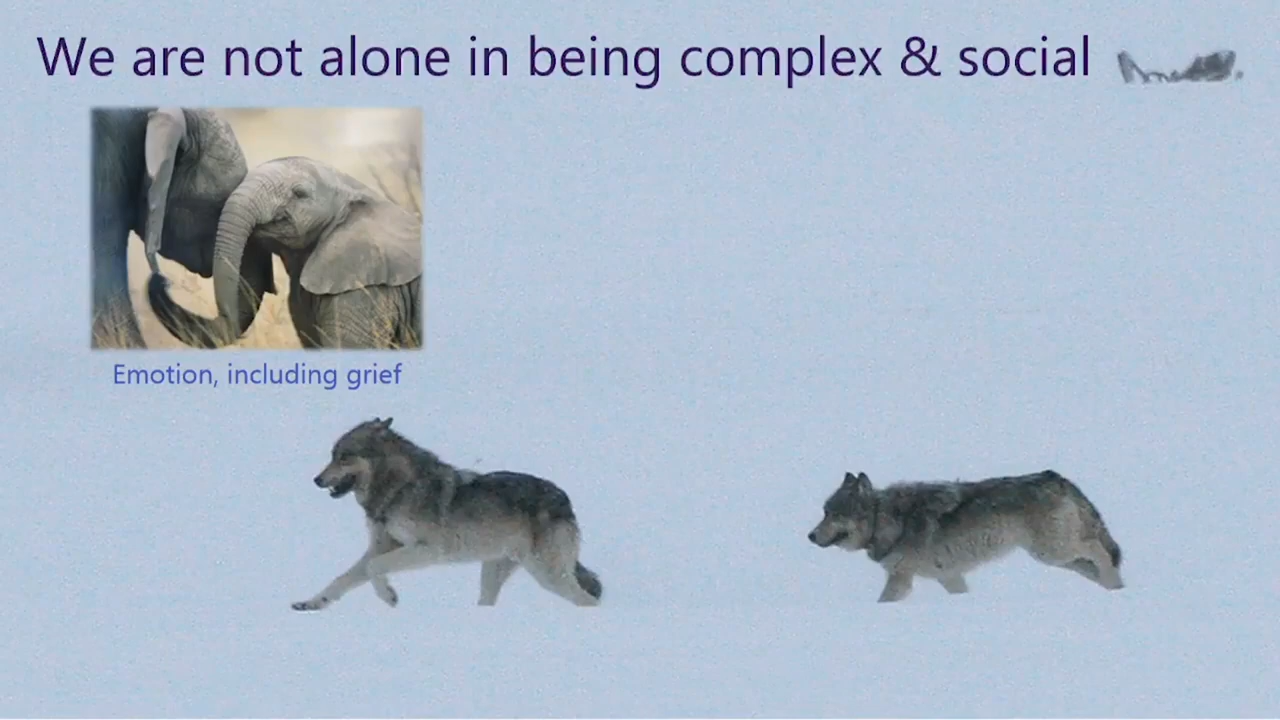 We are not alone in being complex & social
Emotion, including grief